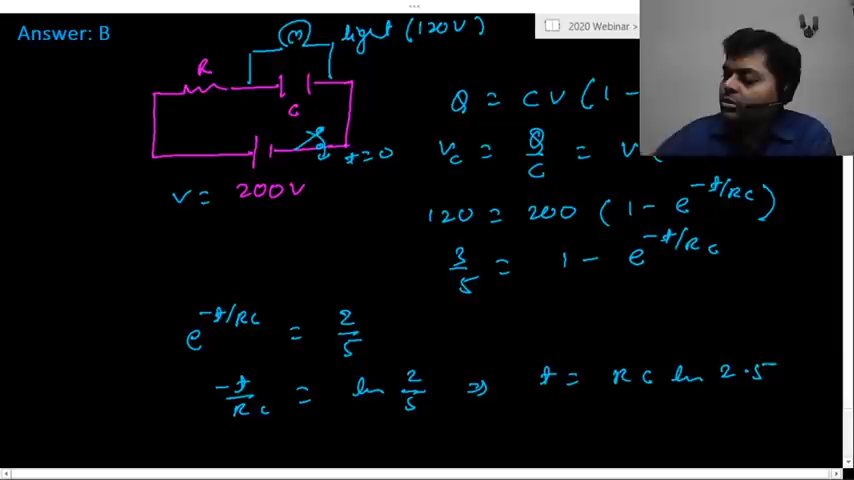 Answer: B
light (120V)
2020 Webinar >
R
C
t=0
V = 200V
Q = CV (1 -
Vc = Q/C = V (
120 = 200 ( 1 - e^-t/RC )
3/5 = 1 - e^-t/RC
e^-t/RC = 2/5
-t/RC = ln 2/5 ⇒ t = RC ln 2.5